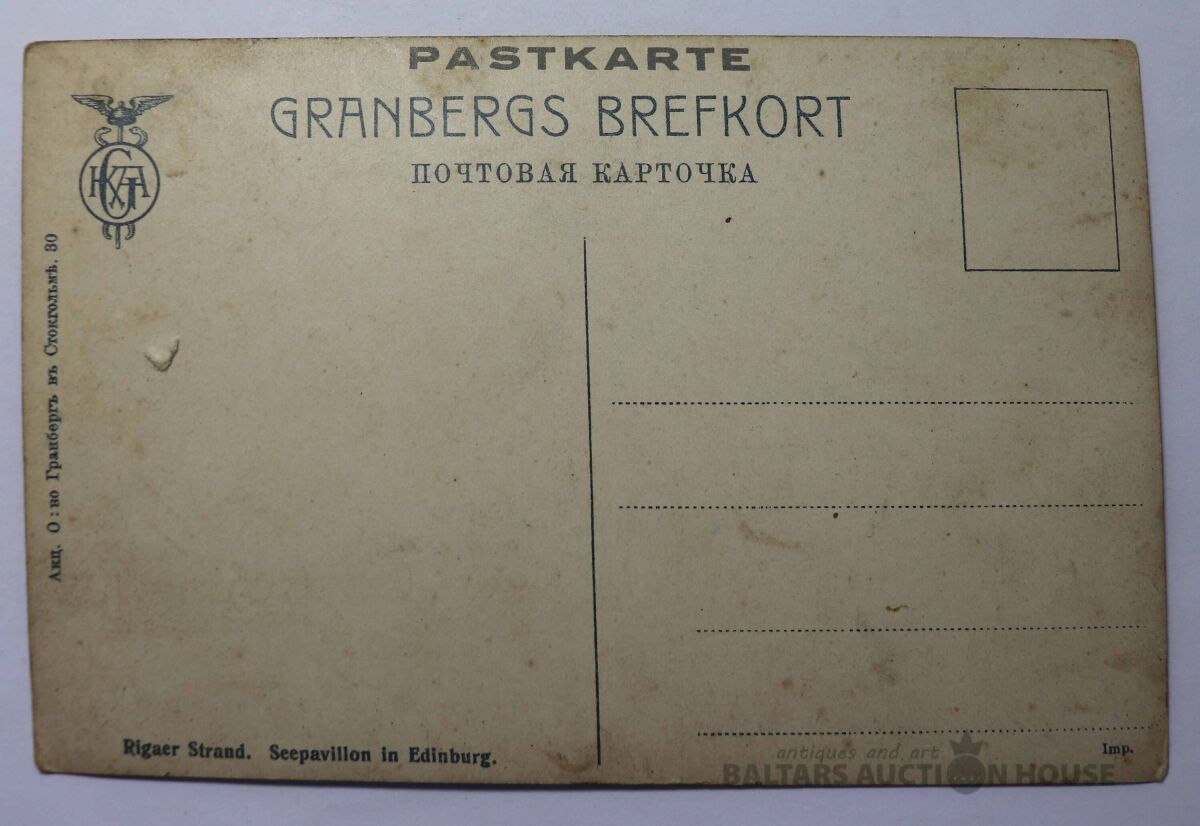 PASTKARTE
GRANBERGS BREFKORT
ПОЧТОВАЯ КАРТОЧКА
Акц. О:во Гранбергъ въ Стокгольмѣ. 30
Rigaer Strand. Seepavillon in Edinburg.
Imp.
antiques and art
BALTARS AUCTION HOUSE